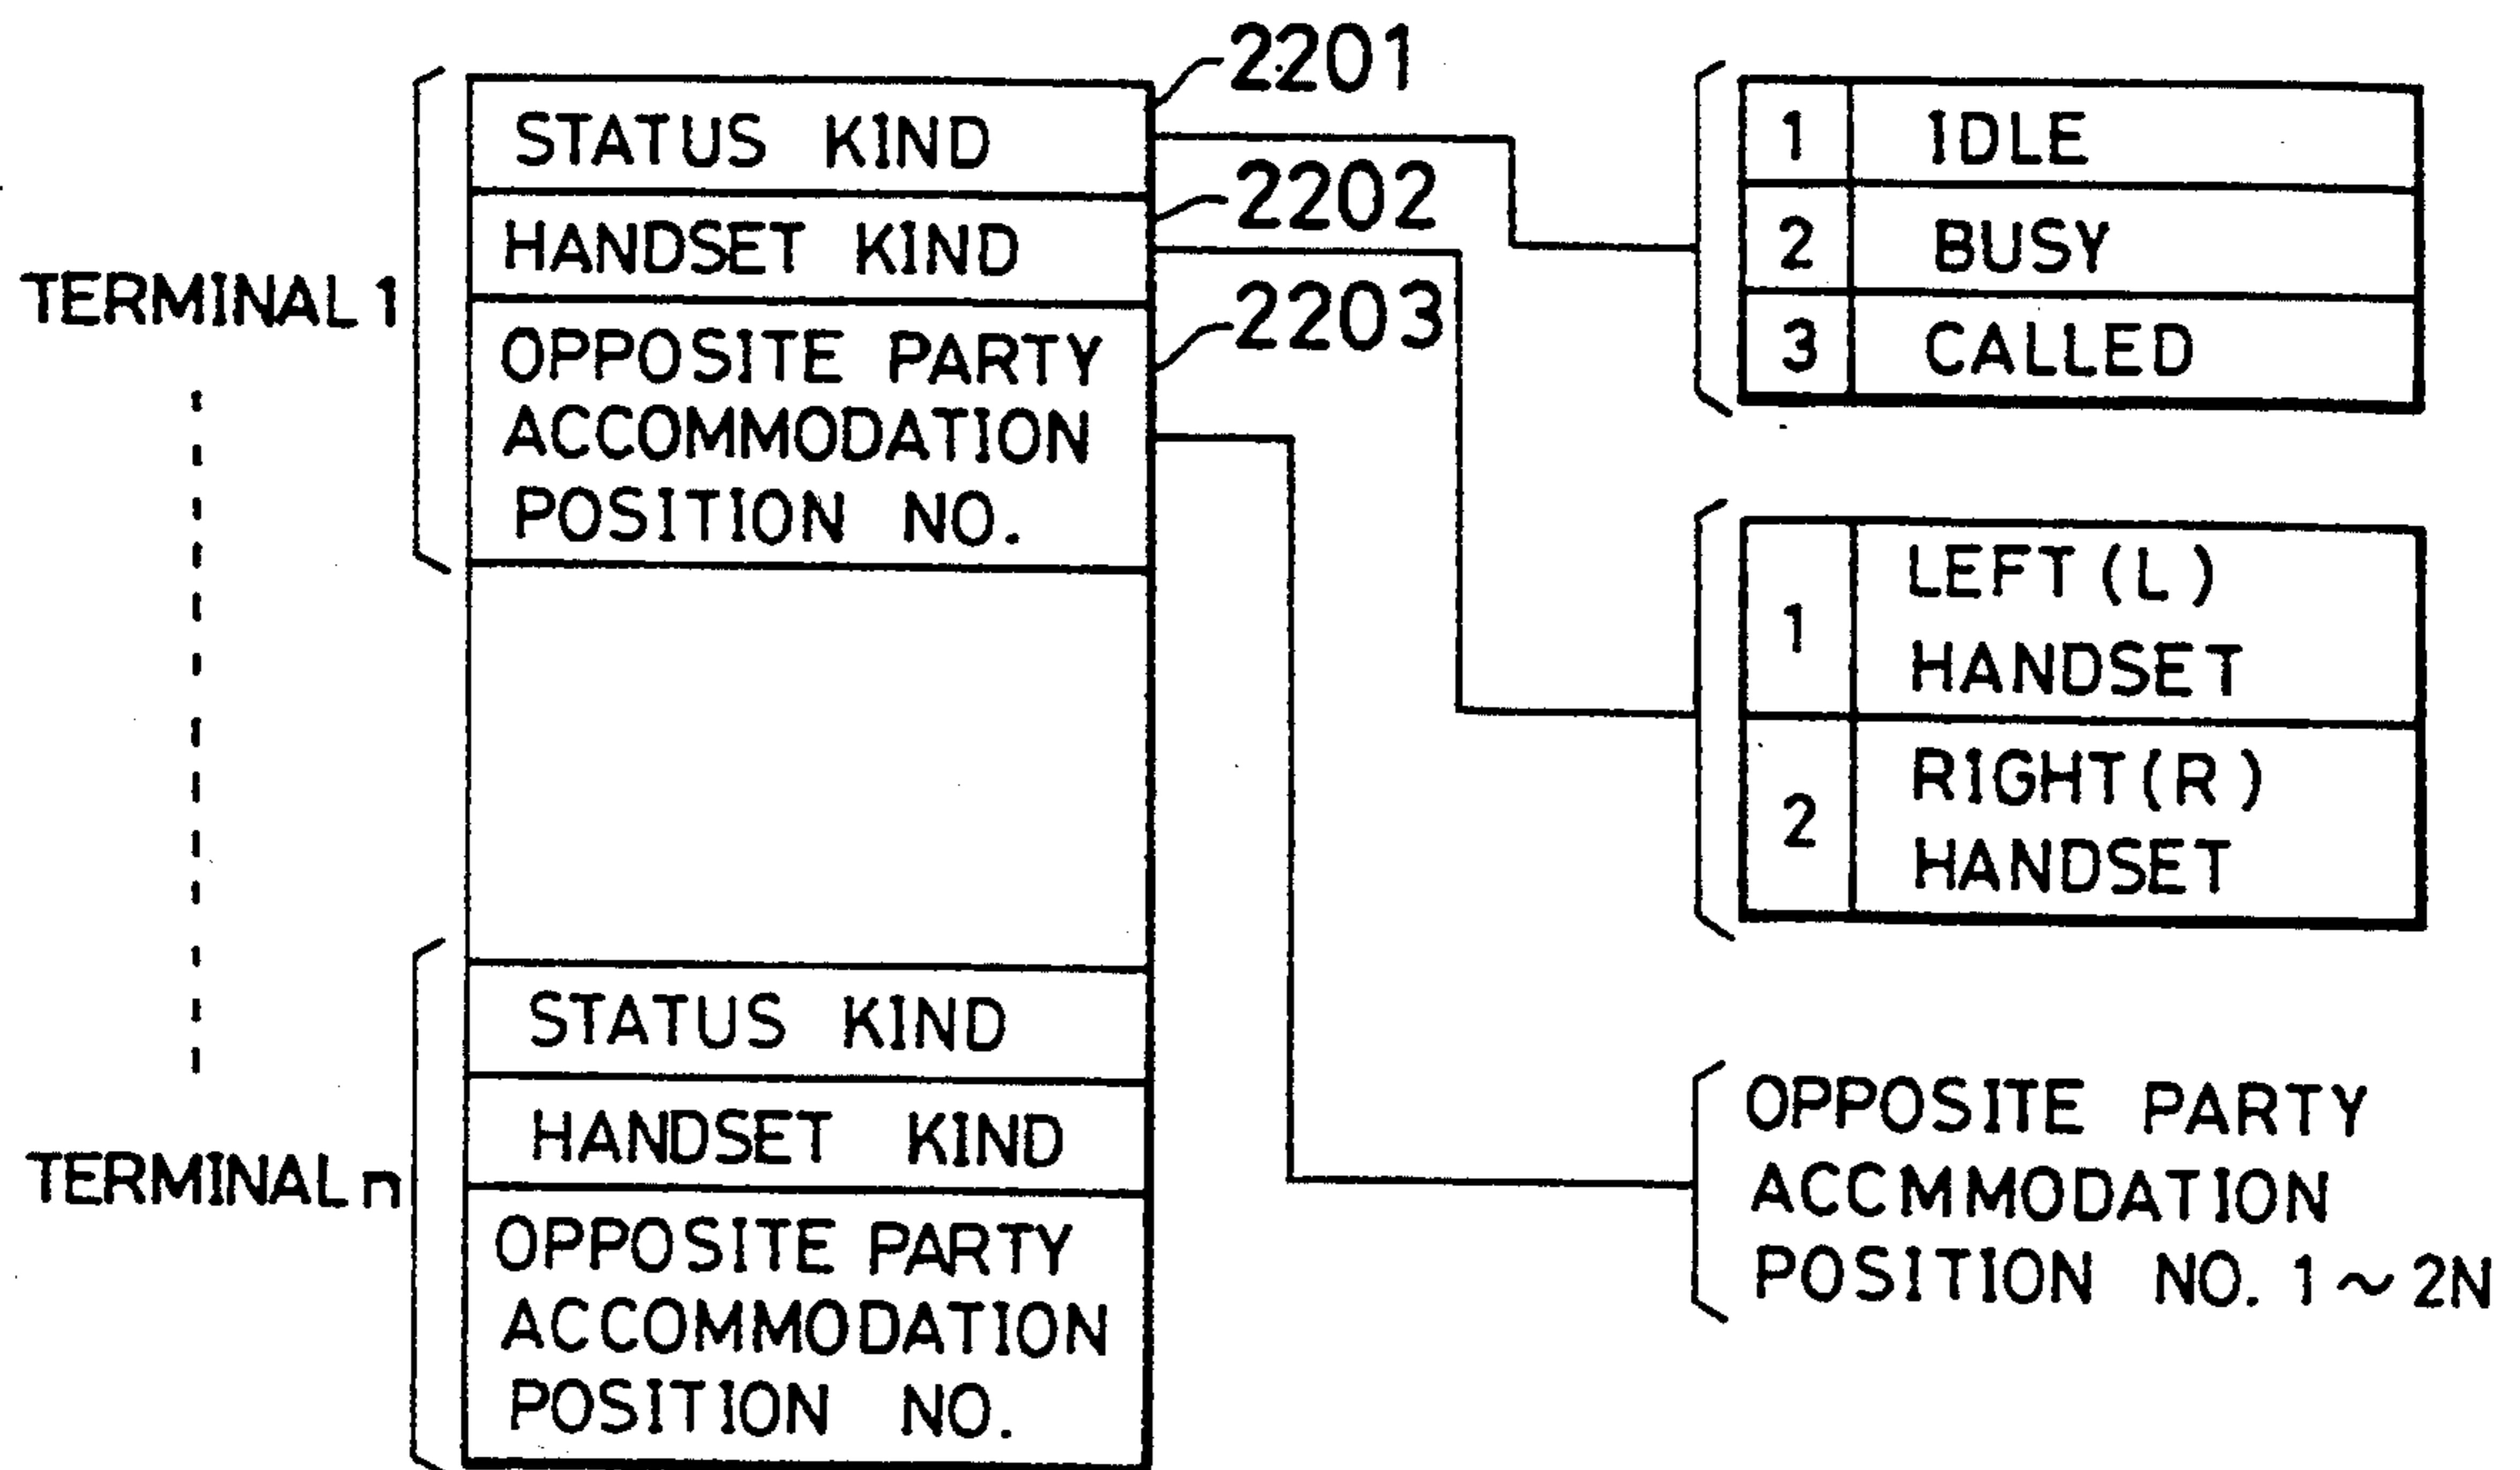 2201
STATUS KIND
2202
HANDSET KIND
2203
TERMINAL 1
OPPOSITE PARTY
ACCOMMODATION
POSITION NO.
1 IDLE
2 BUSY
3 CALLED
1
LEFT (L)
HANDSET
2
RIGHT (R)
HANDSET
STATUS KIND
HANDSET KIND
TERMINAL n
OPPOSITE PARTY
ACCOMMODATION
POSITION NO.
OPPOSITE PARTY
ACCMMODATION
POSITION NO. 1 ~ 2N